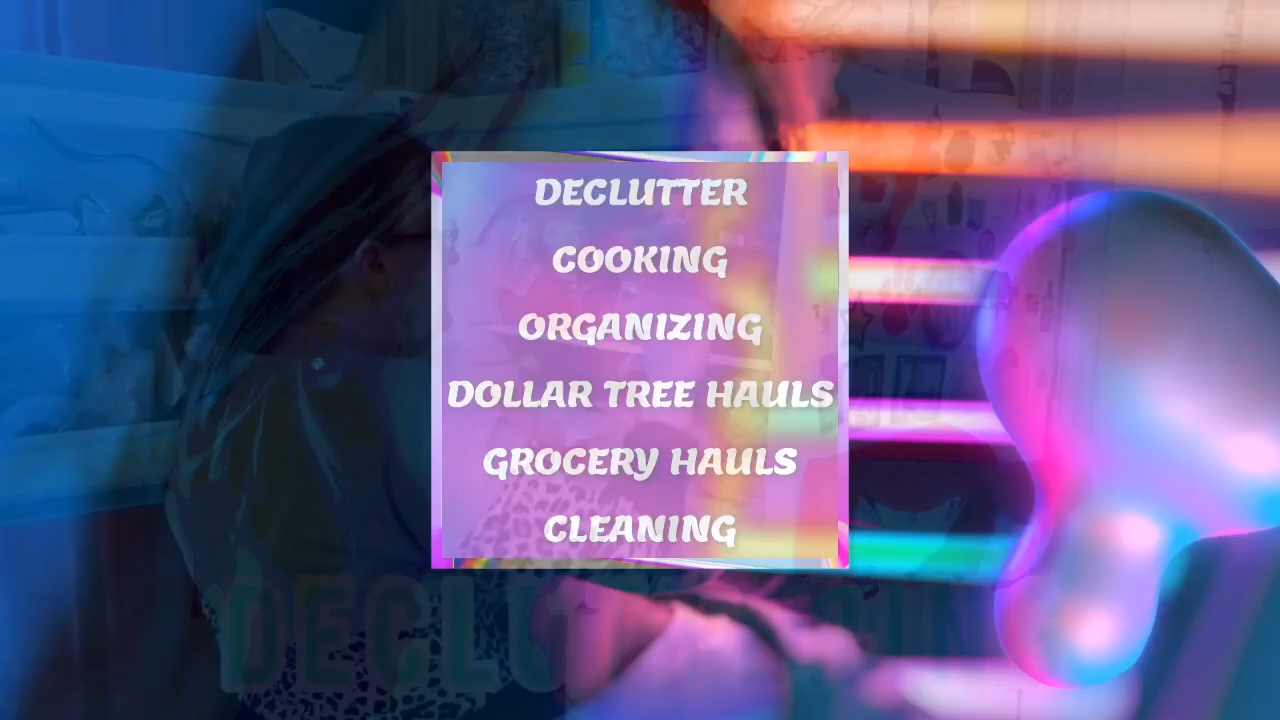 DECLUTTER
COOKING
ORGANIZING
DOLLAR TREE HAULS
GROCERY HAULS
CLEANING